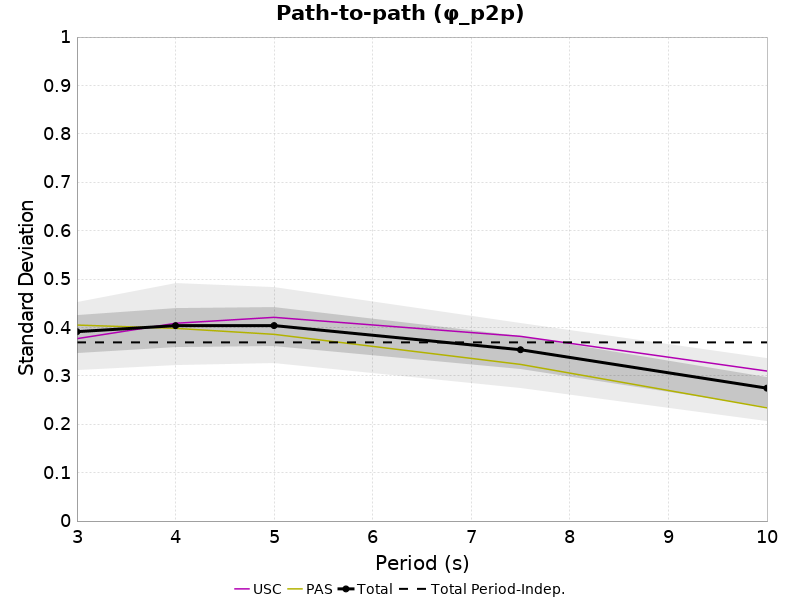 Path-to-path (φ_p2p)
1
0.9
0.8
0.7
0.6
0.5
0.4
0.3
0.2
0.1
0
Standard Deviation
3 4 5 6 7 8 9 10
Period (s)
USC PAS Total Total Period-Indep.